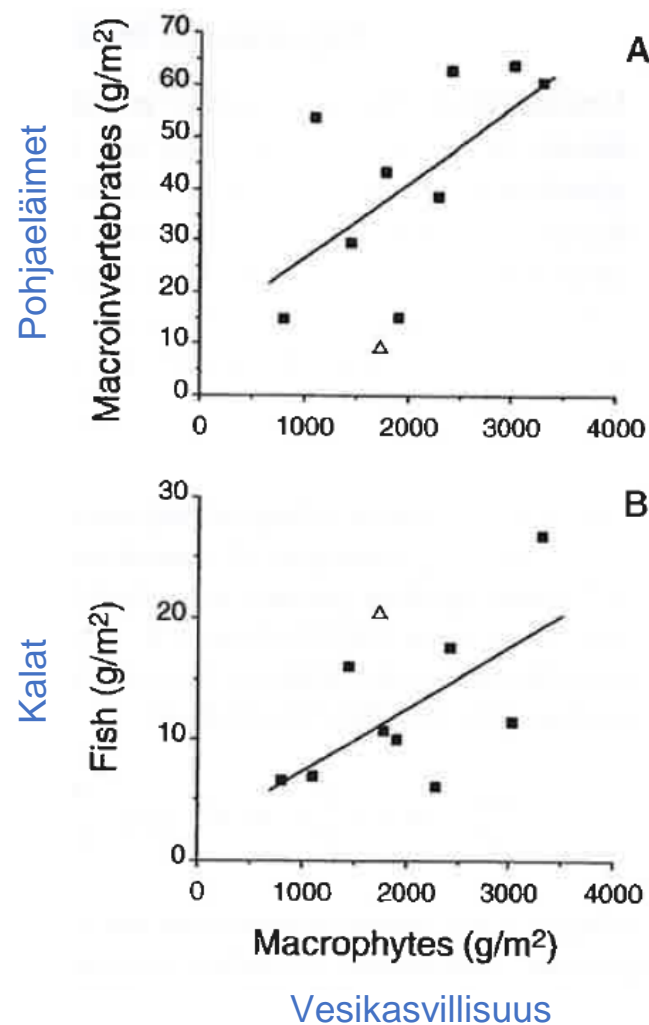 A
Pohjaeläimet
Macroinvertebrates (g/m²)
70
60
50
40
30
20
10
0
0 1000 2000 3000 4000
B
Kalat
Fish (g/m²)
30
20
10
0
0 1000 2000 3000 4000
Macrophytes (g/m²)
Vesikasvillisuus